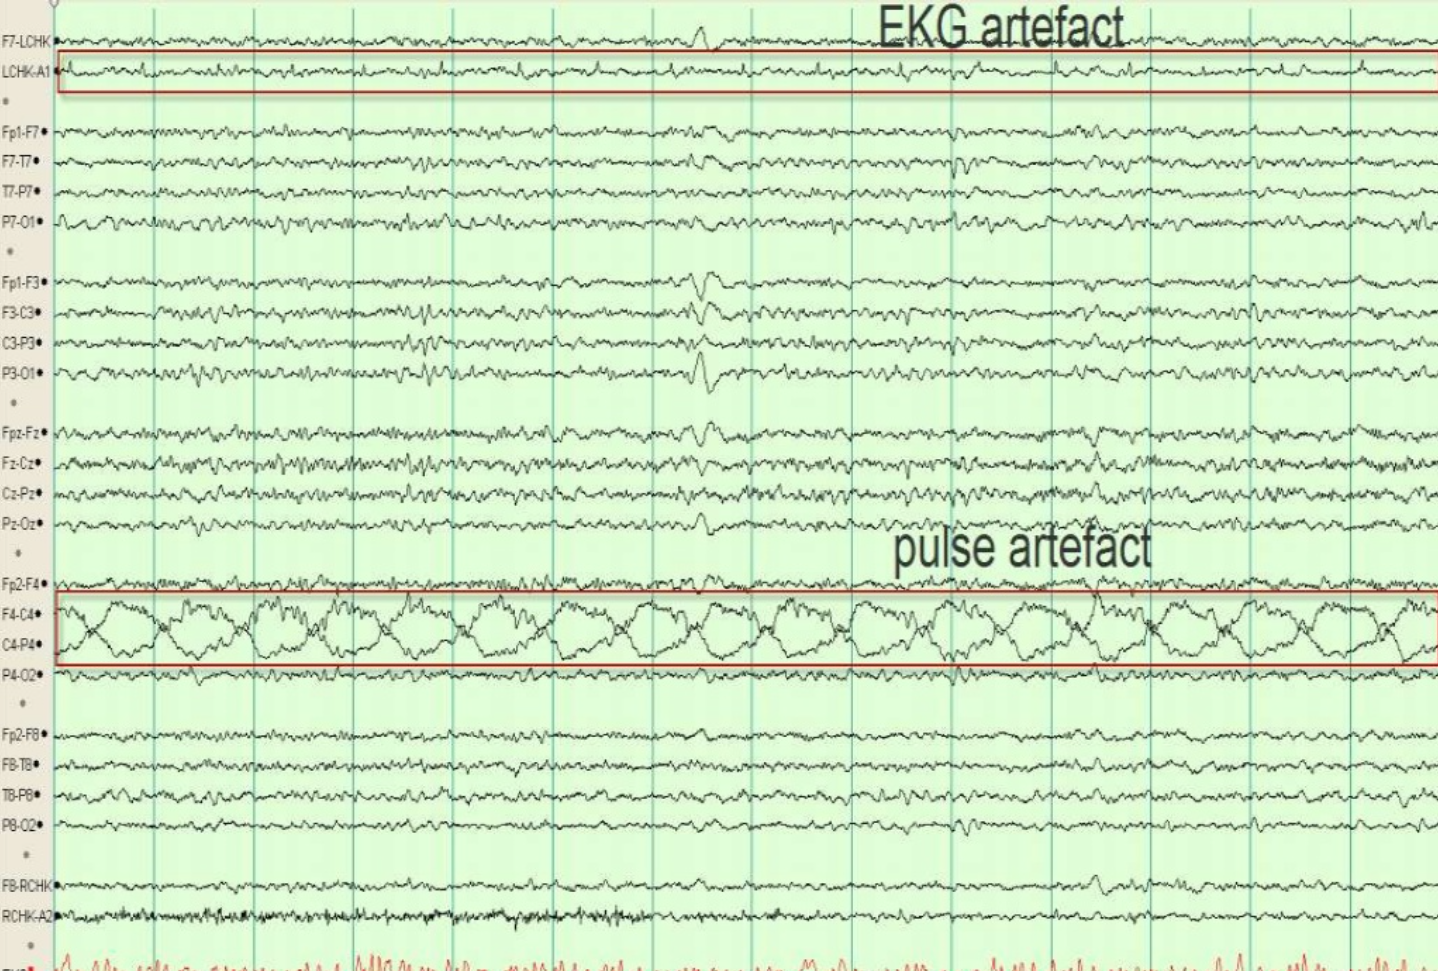 EKG artefact
F7-LCHK
LCHK-A1
Fp1-F7
F7-T7
T7-P7
P7-O1
Fp1-F3
F3-C3
C3-P3
P3-O1
Fpz-Fz
Fz-Cz
Cz-Pz
Pz-Oz
pulse artefact
Fp2-F4
F4-C4
C4-P4
P4-O2
Fp2-F8
F8-T8
T8-P8
P8-O2
F8-RCHK
RCHK-A2